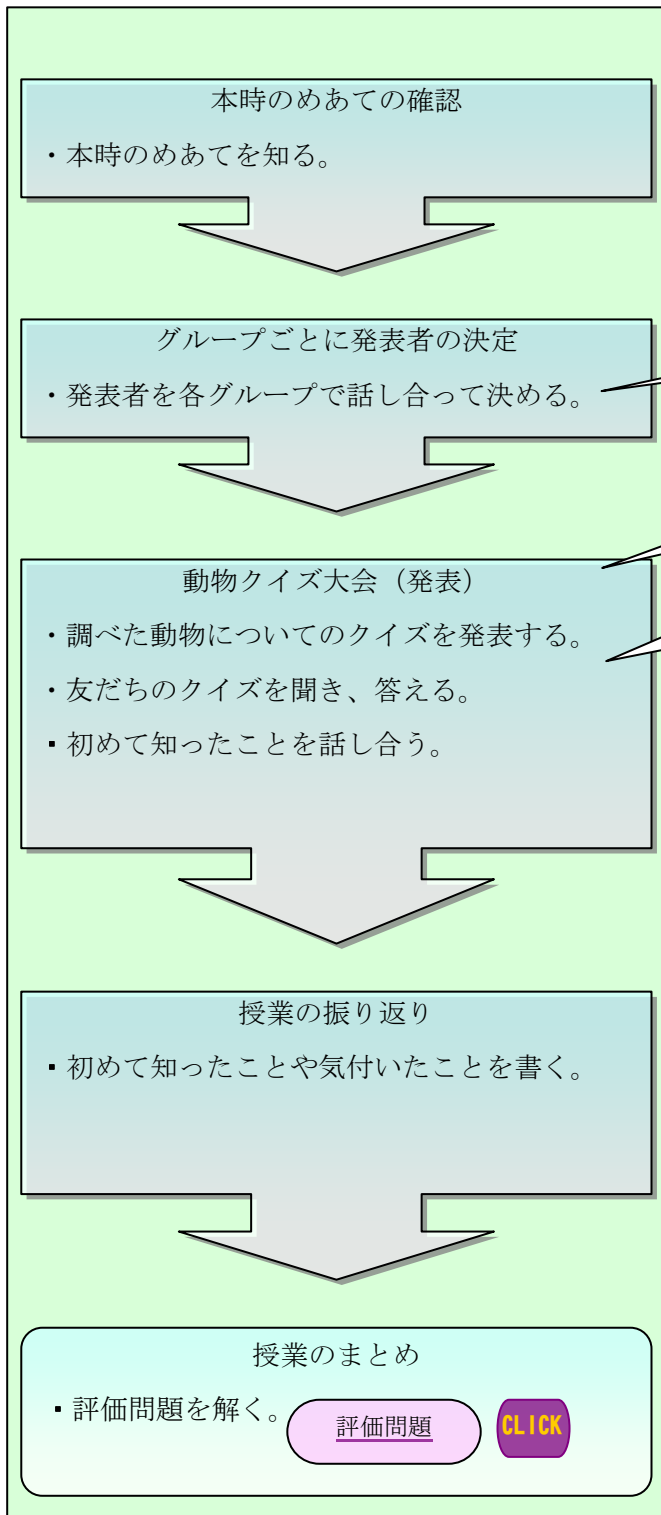 本時のめあての確認
・本時のめあてを知る。
グループごとに発表者の決定
・発表者を各グループで話し合って決める。
動物クイズ大会（発表）
・調べた動物についてのクイズを発表する。
・友だちのクイズを聞き、答える。
▪初めて知ったことを話し合う。
授業の振り返り
▪初めて知ったことや気付いたことを書く。
授業のまとめ
▪評価問題を解く。 評価問題 CLICK